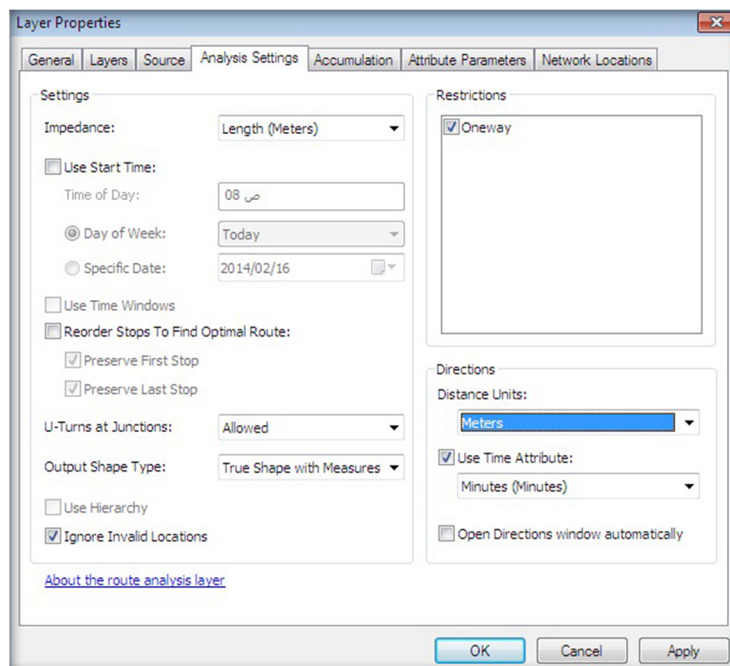 Layer Properties
General Layers Source Analysis Settings Accumulation Attribute Parameters Network Locations
Settings
Impedance: Length (Meters)
Use Start Time:
Time of Day: 08 ص
Day of Week: Today
Specific Date: 2014/02/16
Use Time Windows
Reorder Stops To Find Optimal Route:
Preserve First Stop
Preserve Last Stop
U-Turns at Junctions: Allowed
Output Shape Type: True Shape with Measures
Use Hierarchy
Ignore Invalid Locations
About the route analysis layer
Restrictions
Oneway
Directions
Distance Units:
Meters
Use Time Attribute:
Minutes (Minutes)
Open Directions window automatically
OK Cancel Apply